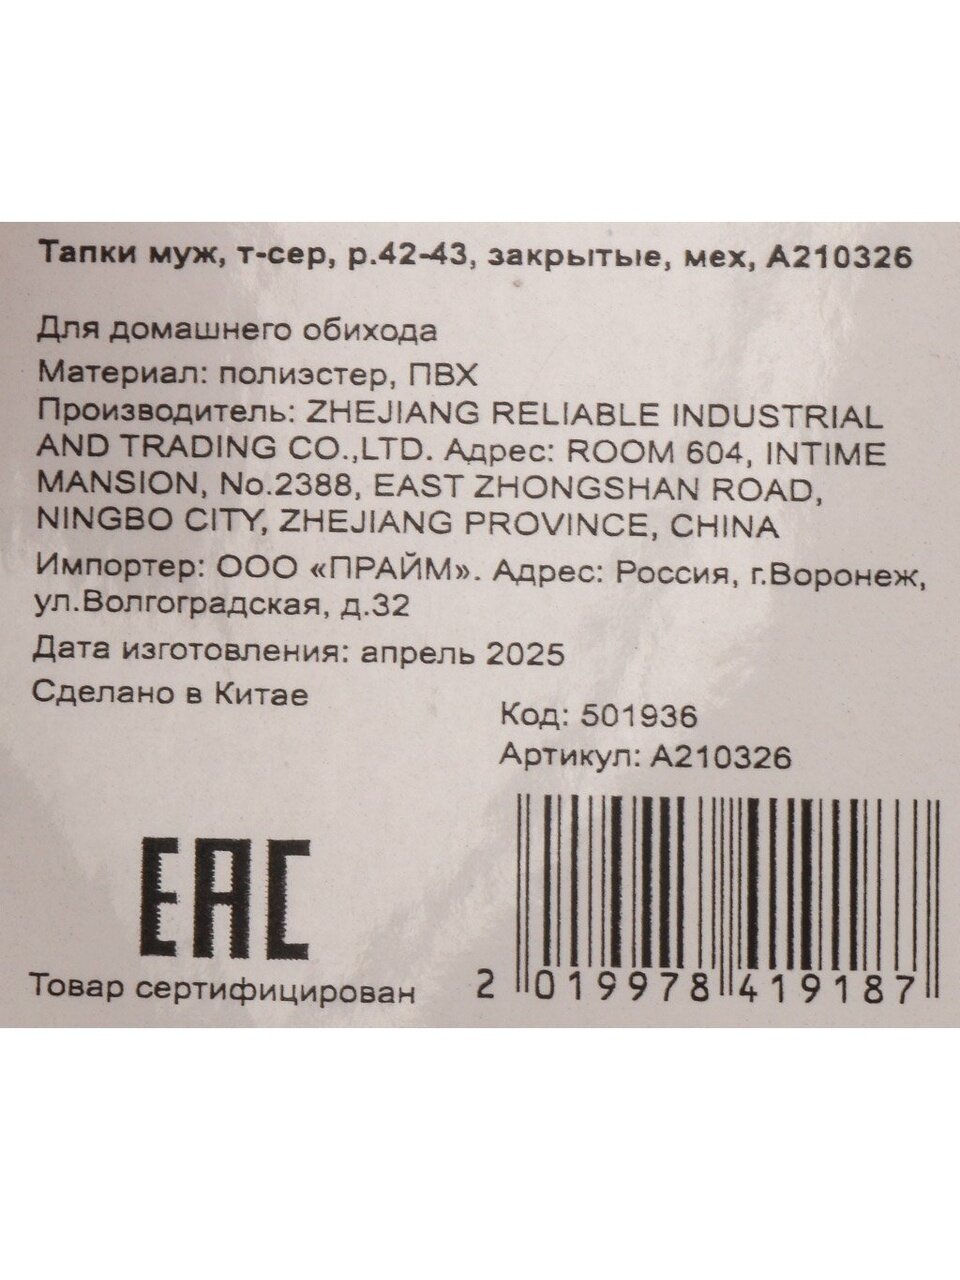 Тапки муж, т-сер, р.42-43, закрытые, мех, А210326
Для домашнего обихода
Материал: полиэстер, ПВХ
Производитель: ZHEJIANG RELIABLE INDUSTRIAL
AND TRADING CO.,LTD. Адрес: ROOM 604, INTIME
MANSION, No.2388, EAST ZHONGSHAN ROAD,
NINGBO CITY, ZHEJIANG PROVINCE, CHINA
Импортер: ООО «ПРАЙМ». Адрес: Россия, г.Воронеж,
ул.Волгоградская, д.32
Дата изготовления: апрель 2025
Сделано в Китае
Код: 501936
Артикул: А210326
EAC
Товар сертифицирован
2 019978 419187